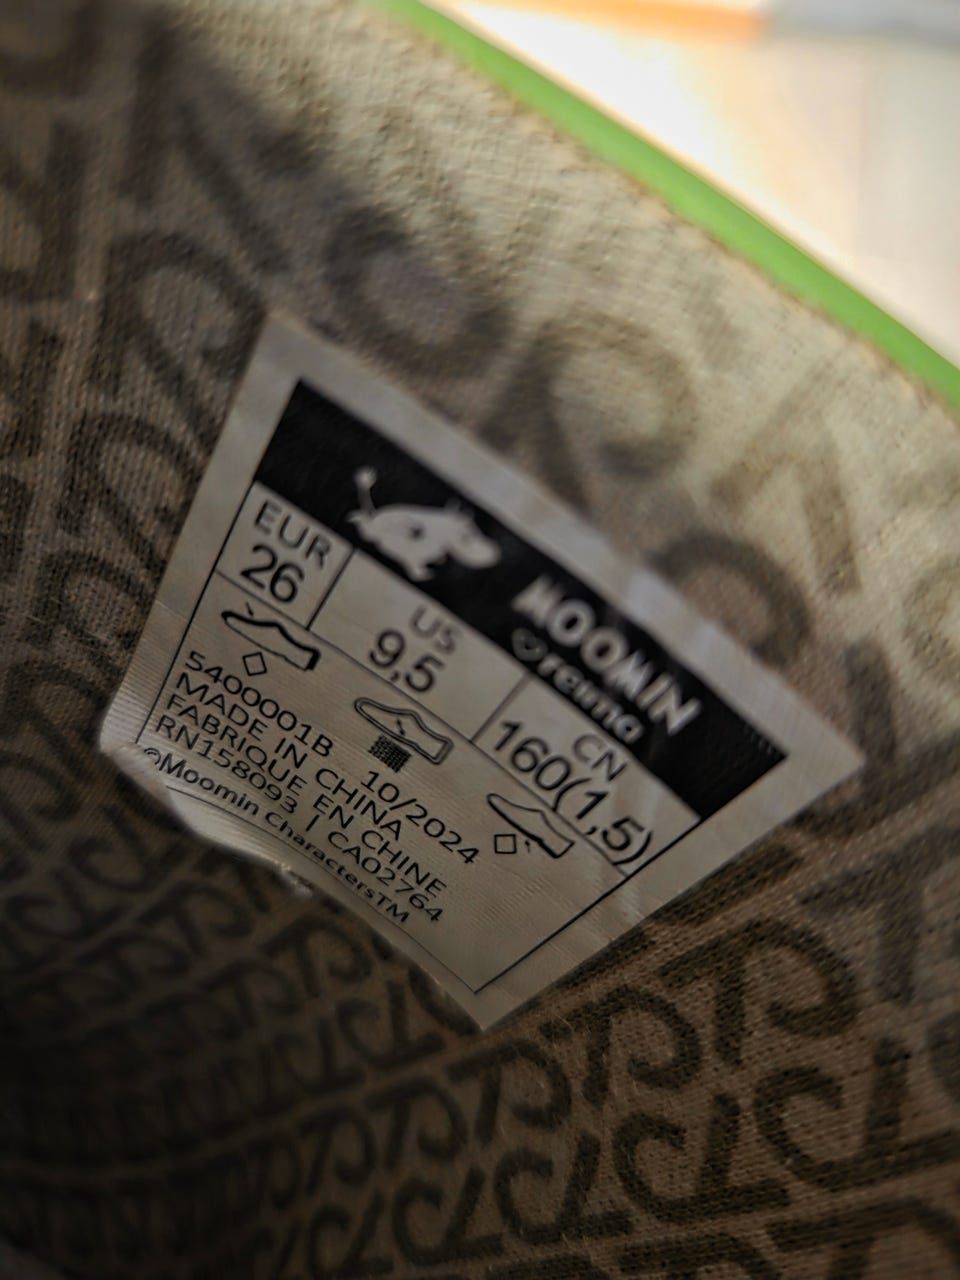 MOOMIN
reima
EUR
26
US
9,5
CN
160(1,5)
5400001B 10/2024
MADE IN CHINA
FABRIQUE EN CHINE
RN158093 | CA02764
©Moomin Characters™